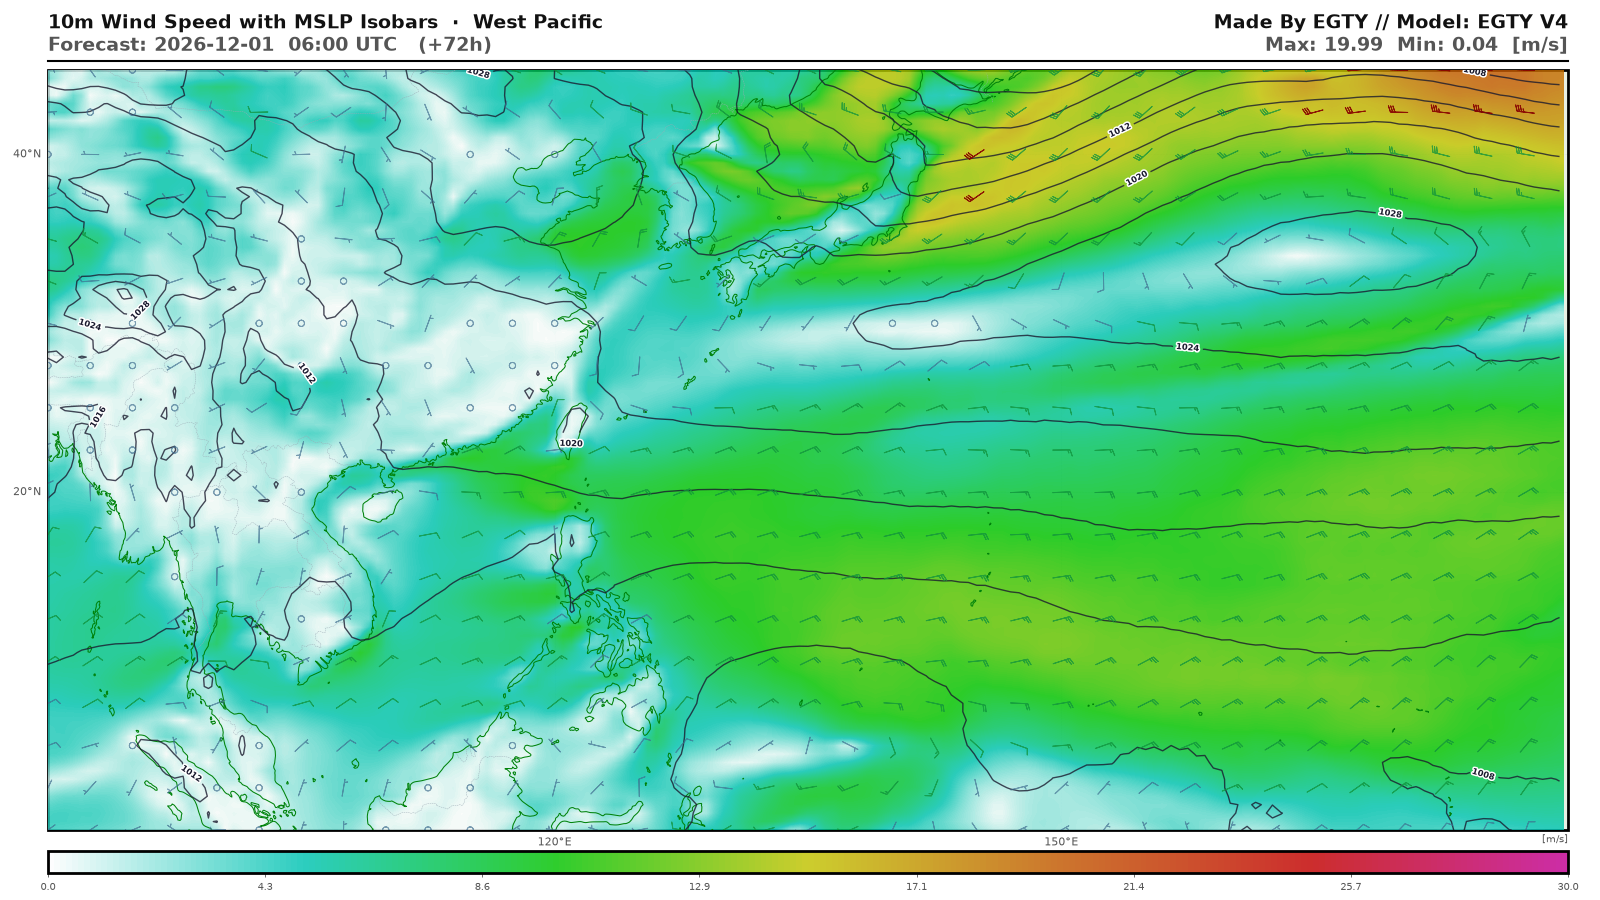 10m Wind Speed with MSLP Isobars · West Pacific
Made By EGTY // Model: EGTY V4
Forecast: 2026-12-01 06:00 UTC (+72h)
Max: 19.99 Min: 0.04 [m/s]
1028
1008
1012
40°N
1020
1028
1028
1024
1024
1012
1016
1020
20°N
1012
1008
120°E
150°E
[m/s]
0.0
4.3
8.6
12.9
17.1
21.4
25.7
30.0